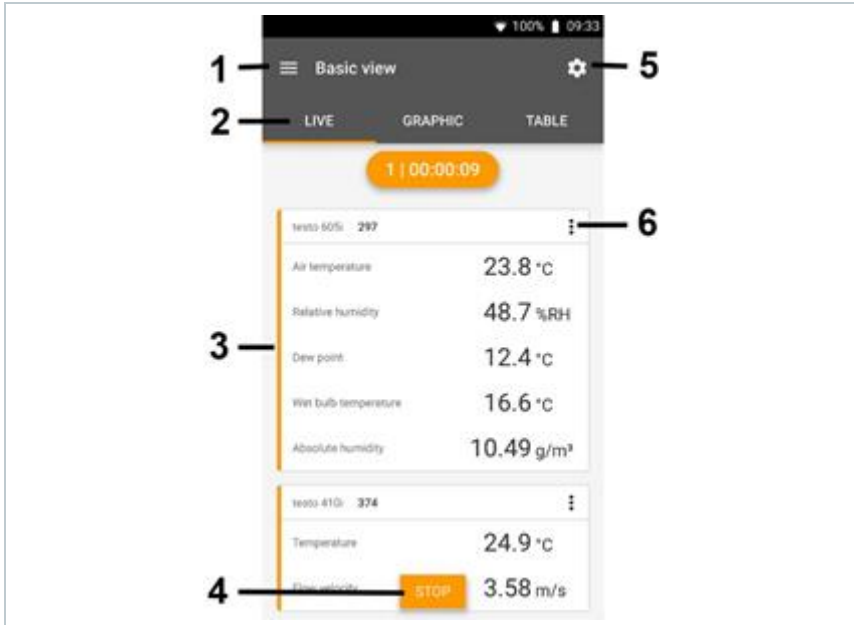 100% 09:33
1 Basic view 5
2 LIVE GRAPHIC TABLE
1 | 00:00:09
testo 605i 297 6
Air temperature 23.8 °C
Relative humidity 48.7 %RH
3
Dew point 12.4 °C
Wet bulb temperature 16.6 °C
Absolute humidity 10.49 g/m³
testo 410i 374
Temperature 24.9 °C
4 Flow velocity STOP 3.58 m/s